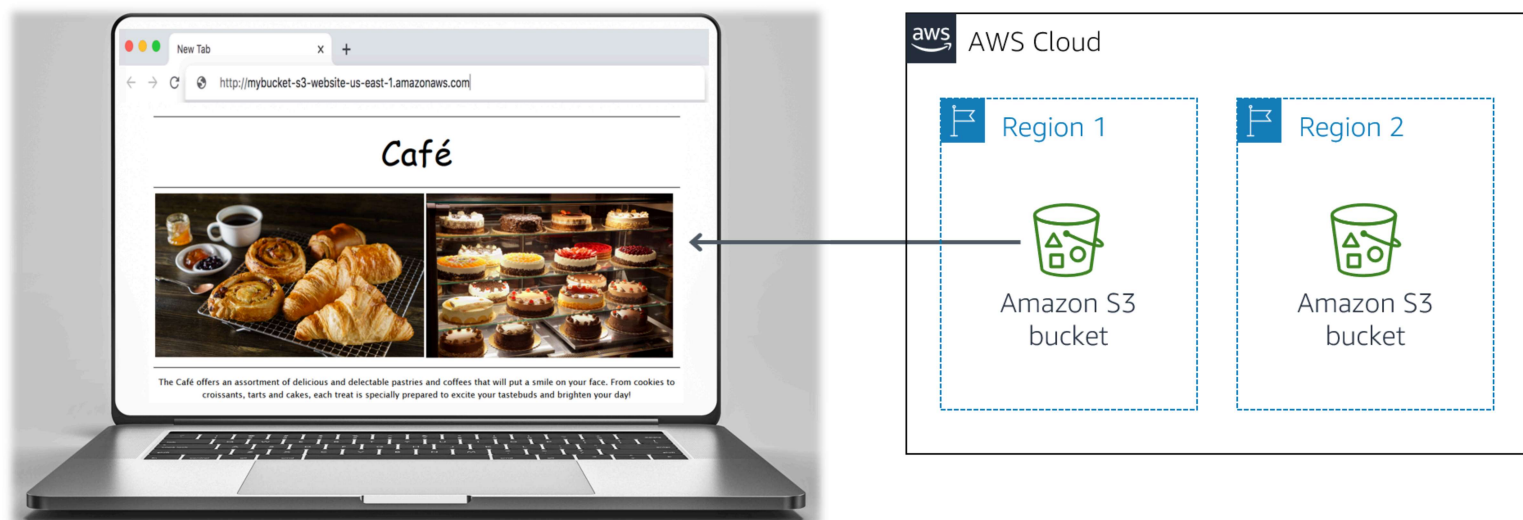 New Tab
http://mybucket-s3-website-us-east-1.amazonaws.com
Café
The Café offers an assortment of delicious and delectable pastries and coffees that will put a smile on your face. From cookies to
croissants, tarts and cakes, each treat is specially prepared to excite your tastebuds and brighten your day!
aws
AWS Cloud
Region 1
Amazon S3
bucket
Region 2
Amazon S3
bucket